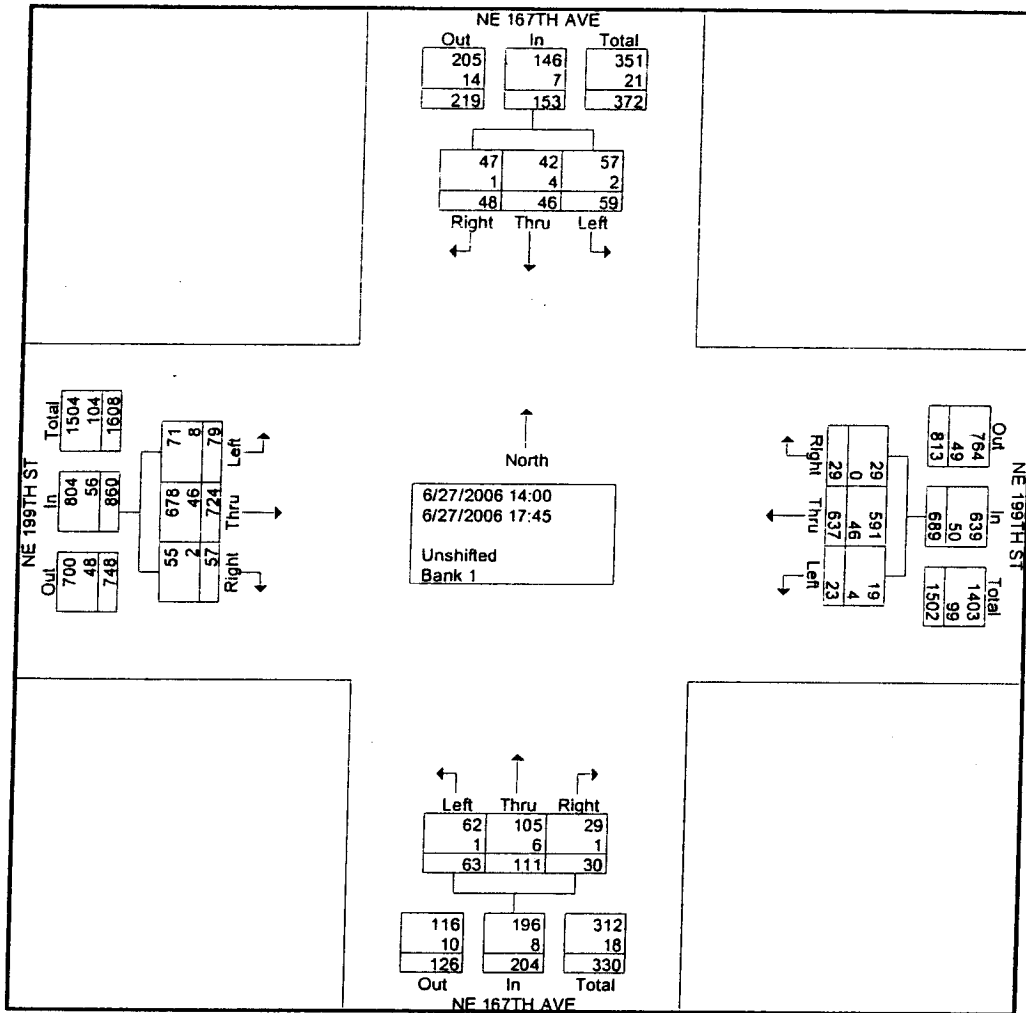 NE 167TH AVE
Out In Total
205 146 351
14 7 21
219 153 372
47 42 57
1 4 2
48 46 59
Right Thru Left
NE 199TH ST
Total
1504
104
1608
In
804
56
860
Out
700
48
748
71
8
79
Left
678
46
724
Thru
55
2
57
Right
North
6/27/2006 14:00
6/27/2006 17:45
Unshifted
Bank 1
Right
29
0
29
Thru
591
46
637
Left
19
4
23
Out
764
49
813
In
639
50
689
Total
1403
99
1502
NE 199TH ST
Left Thru Right
62 105 29
1 6 1
63 111 30
116 196 312
10 8 18
126 204 330
Out In Total
NE 167TH AVE